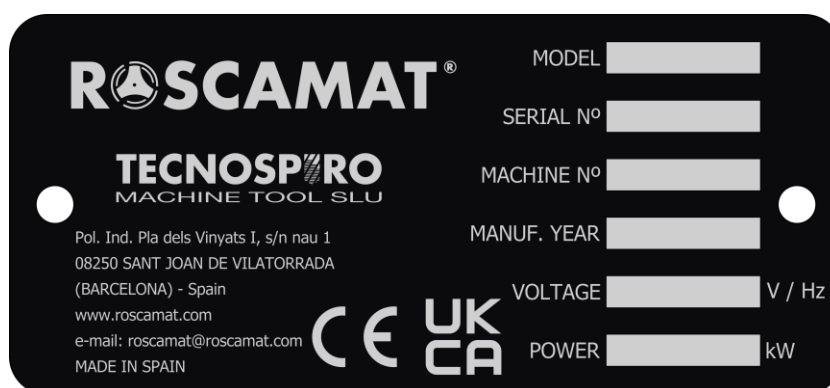 ROSCAMAT®
TECNOSPIRO
MACHINE TOOL SLU
Pol. Ind. Pla dels Vinyats I, s/n nau 1
08250 SANT JOAN DE VILATORRADA
(BARCELONA) - Spain
www.roscamat.com
e-mail: roscamat@roscamat.com
MADE IN SPAIN
CE
UK
CA
MODEL
SERIAL Nº
MACHINE Nº
MANUF. YEAR
VOLTAGE V / Hz
POWER kW